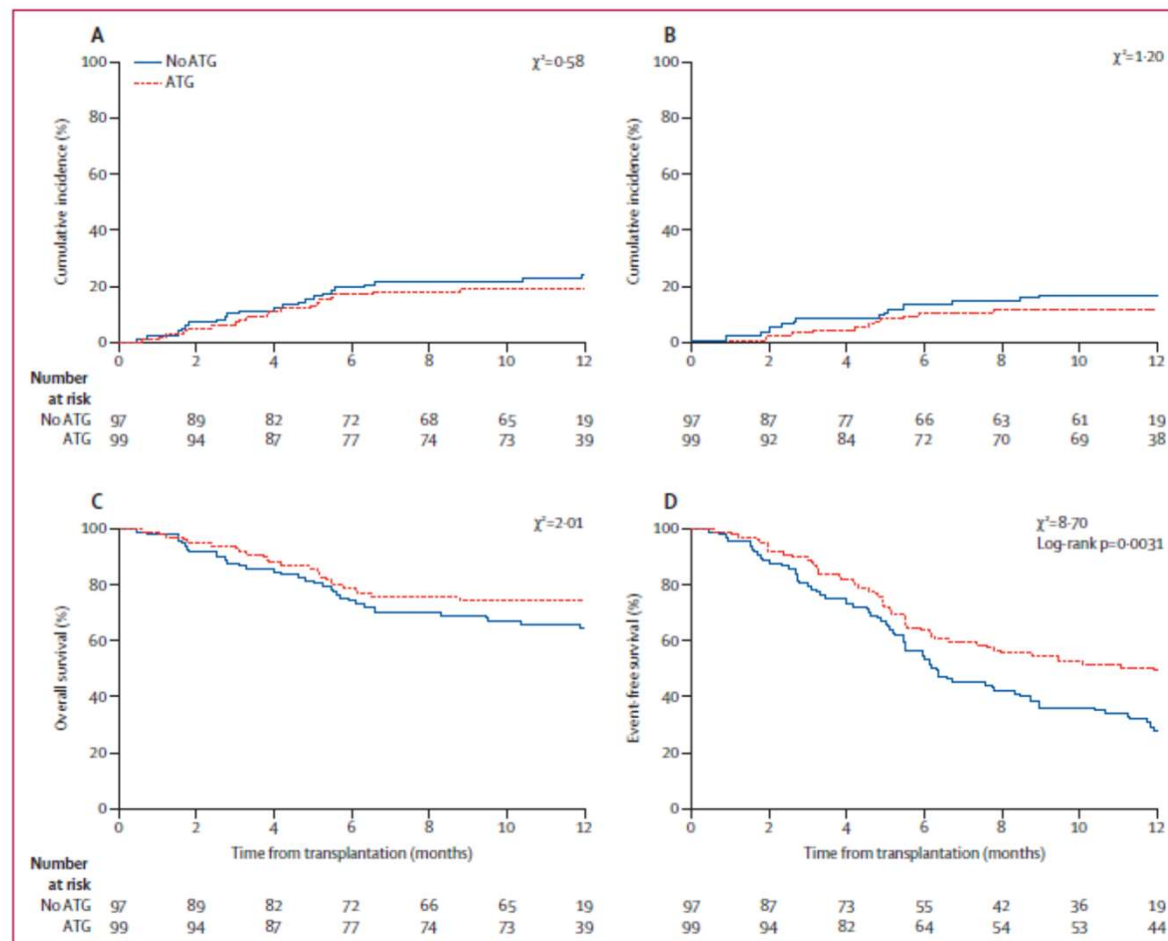 A
No ATG
ATG
χ²=0·58
Cumulative incidence (%)
100
80
60
40
20
0
0 2 4 6 8 10 12
Number
at risk
No ATG 97 89 82 72 68 65 19
ATG 99 94 87 77 74 73 39
B
χ²=1·20
Cumulative incidence (%)
100
80
60
40
20
0
0 2 4 6 8 10 12
97 87 77 66 63 61 19
99 92 84 72 70 69 38
C
χ²=2·01
Overall survival (%)
100
80
60
40
20
0
0 2 4 6 8 10 12
Time from transplantation (months)
Number
at risk
No ATG 97 89 82 72 66 65 19
ATG 99 94 87 77 74 73 39
D
χ²=8·70
Log-rank p=0·0031
Event-free survival (%)
100
80
60
40
20
0
0 2 4 6 8 10 12
Time from transplantation (months)
97 87 73 55 42 36 19
99 94 82 64 54 53 44